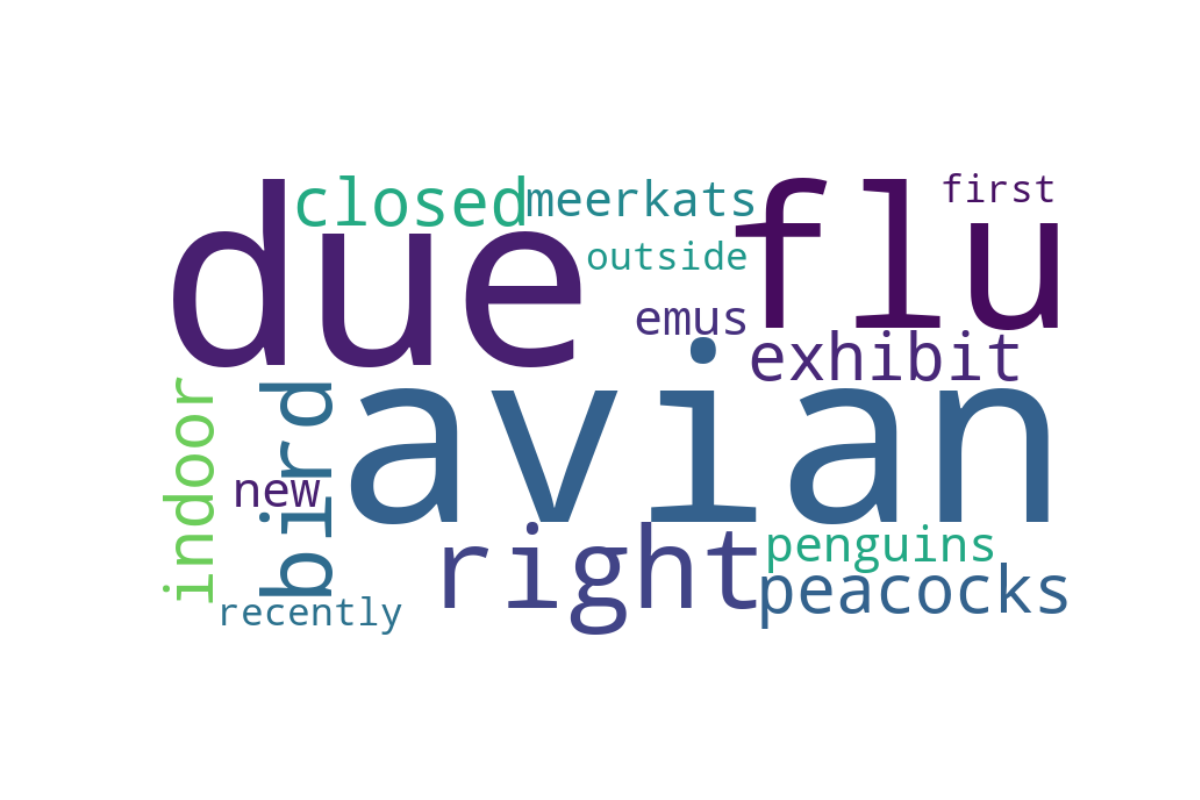 due
closed
meerkats
flu
first
outside
emus
exhibit
indoor
bird
new
avian
recently
right
penguins
peacocks